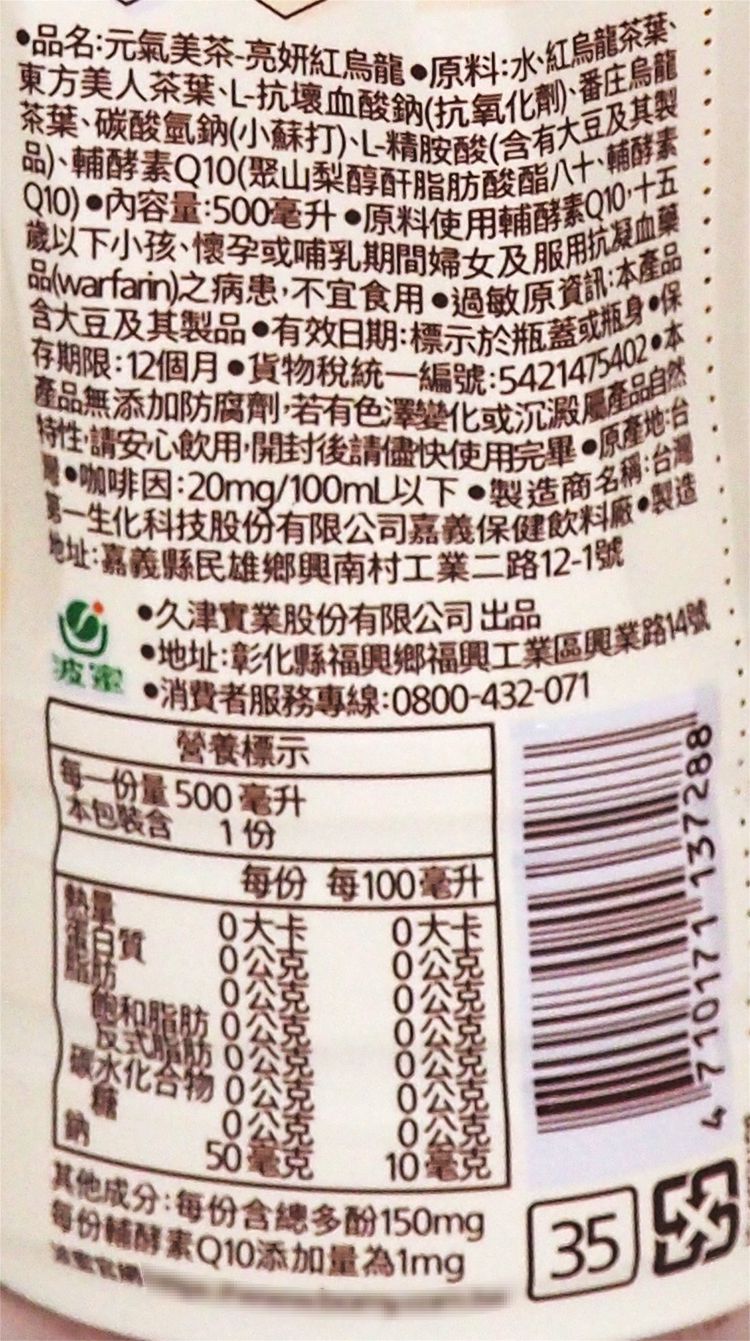 •品名:元氣美茶-亮妍紅烏龍•原料:水、紅烏龍茶葉、
東方美人茶葉、L-抗壞血酸鈉(抗氧化劑)、番庄烏龍
茶葉、碳酸氫鈉(小蘇打)、L-精胺酸(含有大豆及其製
品)、輔酵素Q10(聚山梨醇酐脂肪酸酯八十、輔酵素
Q10)•內容量:500毫升•原料使用輔酵素Q10,十五
歲以下小孩、懷孕或哺乳期間婦女及服用抗凝血藥
品(warfarin)之病患,不宜食用•過敏原資訊:本產品
含大豆及其製品•有效日期:標示於瓶蓋或瓶身•保
存期限:12個月•貨物稅統一編號:5421475402•本
產品無添加防腐劑,若有色澤變化或沉澱屬產品自然
特性,請安心飲用,開封後請儘快使用完畢•原產地:台
灣•咖啡因:20mg/100mL以下•製造商名稱:台灣
第一生化科技股份有限公司嘉義保健飲料廠•製造
地址:嘉義縣民雄鄉興南村工業二路12-1號
•久津實業股份有限公司 出品
•地址:彰化縣福興鄉福興工業區興業路14號
波蜜 •消費者服務專線:0800-432-071
營養標示
每一份量 500 毫升
本包裝含 1 份
每份 每100毫升
熱量 0大卡 0大卡
蛋白質 0公克 0公克
脂肪 0公克 0公克
飽和脂肪 0公克 0公克
反式脂肪 0公克 0公克
碳水化合物 0公克 0公克
糖 0公克 0公克
鈉 50毫克 10毫克
其他成分:每份含總多酚150mg
每份輔酵素Q10添加量為1mg
波蜜官網
4 710171 137288
35